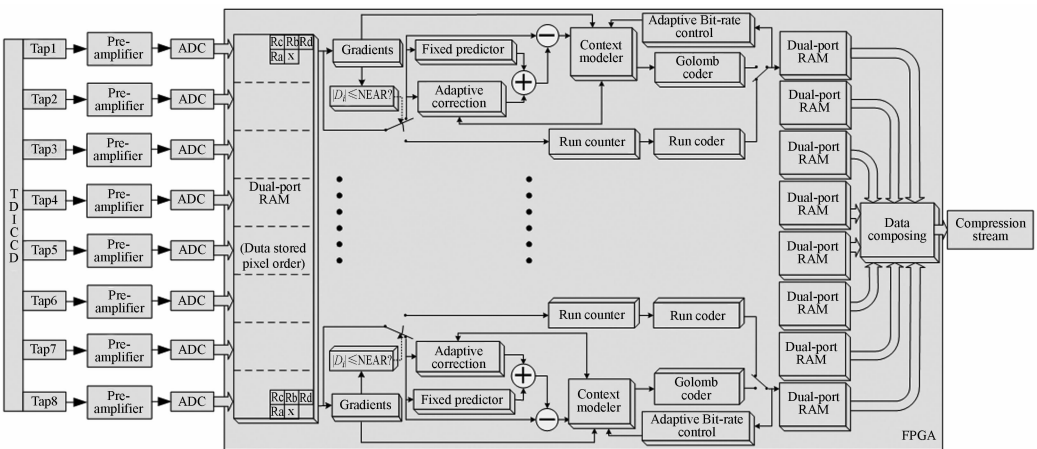 TDICCD
Tap1
Pre-amplifier
ADC
Tap2
Pre-amplifier
ADC
Tap3
Pre-amplifier
ADC
Tap4
Pre-amplifier
ADC
Tap5
Pre-amplifier
ADC
Tap6
Pre-amplifier
ADC
Tap7
Pre-amplifier
ADC
Tap8
Pre-amplifier
ADC
Rc Rb Rd
Ra x
Dual-port
RAM
(Duta stored
pixel order)
Rc Rb Rd
Ra x
Gradients
|Di|≤NEAR?
Fixed predictor
Adaptive
correction
+
−
Context
modeler
Adaptive Bit-rate
control
Golomb
coder
Run counter
Run coder
Run counter
Run coder
|Di|≤NEAR?
Adaptive
correction
Gradients
Fixed predictor
+
−
Context
modeler
Golomb
coder
Adaptive Bit-rate
control
Dual-port
RAM
Dual-port
RAM
Dual-port
RAM
Dual-port
RAM
Dual-port
RAM
Dual-port
RAM
Dual-port
RAM
Dual-port
RAM
Data
composing
Compression
stream
FPGA